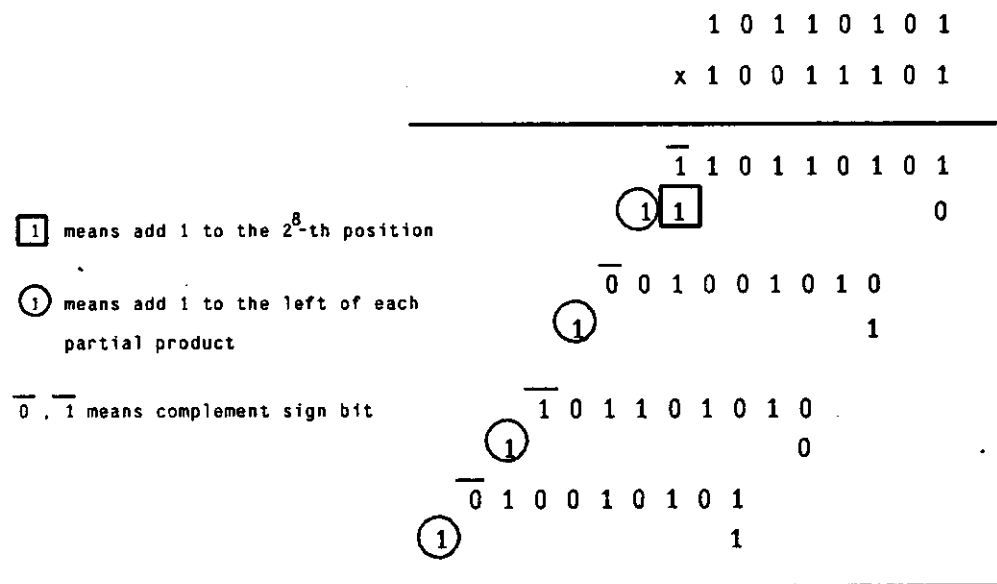 1 0 1 1 0 1 0 1
x 1 0 0 1 1 1 0 1
1̅ 1 0 1 1 0 1 0 1
1 1 0
1 means add 1 to the 2⁸-th position
0̅ 0 1 0 0 1 0 1 0
1 means add 1 to the left of each
1 1
partial product
0̅ , 1̅ means complement sign bit
1̅ 0 1 1 0 1 0 1 0
1 0
0̅ 1 0 0 1 0 1 0 1
1 1